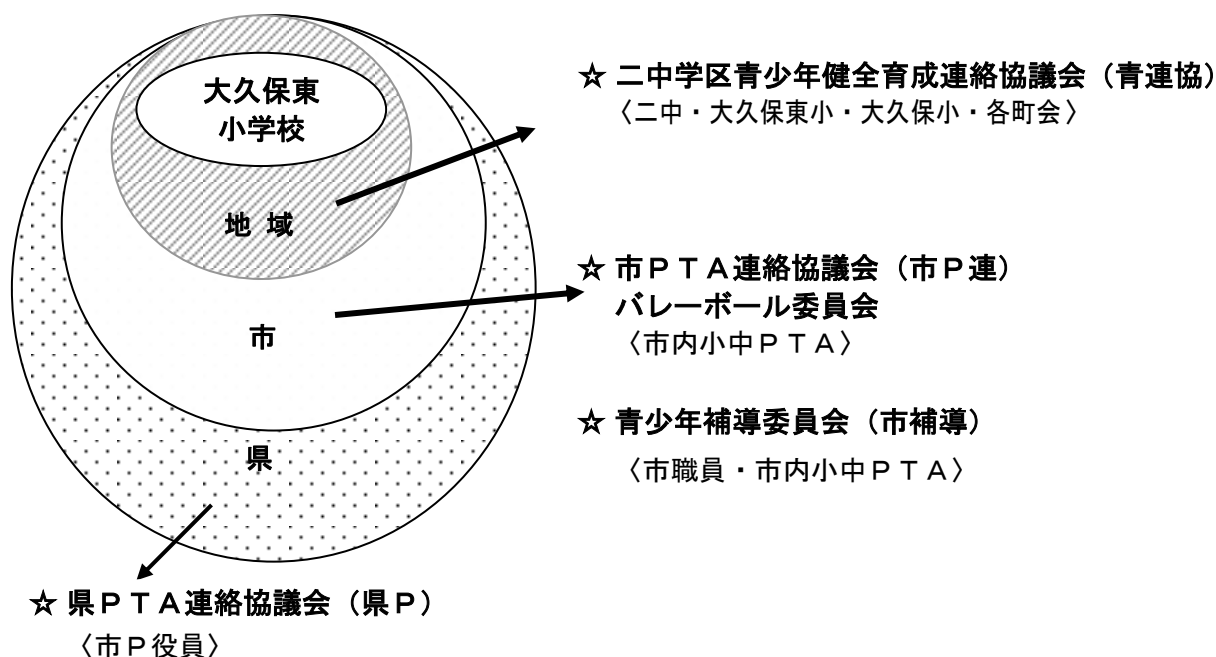 大久保東
小学校
地 域
市
県
☆ 二中学区青少年健全育成連絡協議会（青連協）
〈二中・大久保東小・大久保小・各町会〉
☆ 市ＰＴＡ連絡協議会（市Ｐ連）
バレーボール委員会
〈市内小中ＰＴＡ〉
☆ 青少年補導委員会（市補導）
〈市職員・市内小中ＰＴＡ〉
☆ 県ＰＴＡ連絡協議会（県Ｐ）
〈市Ｐ役員〉